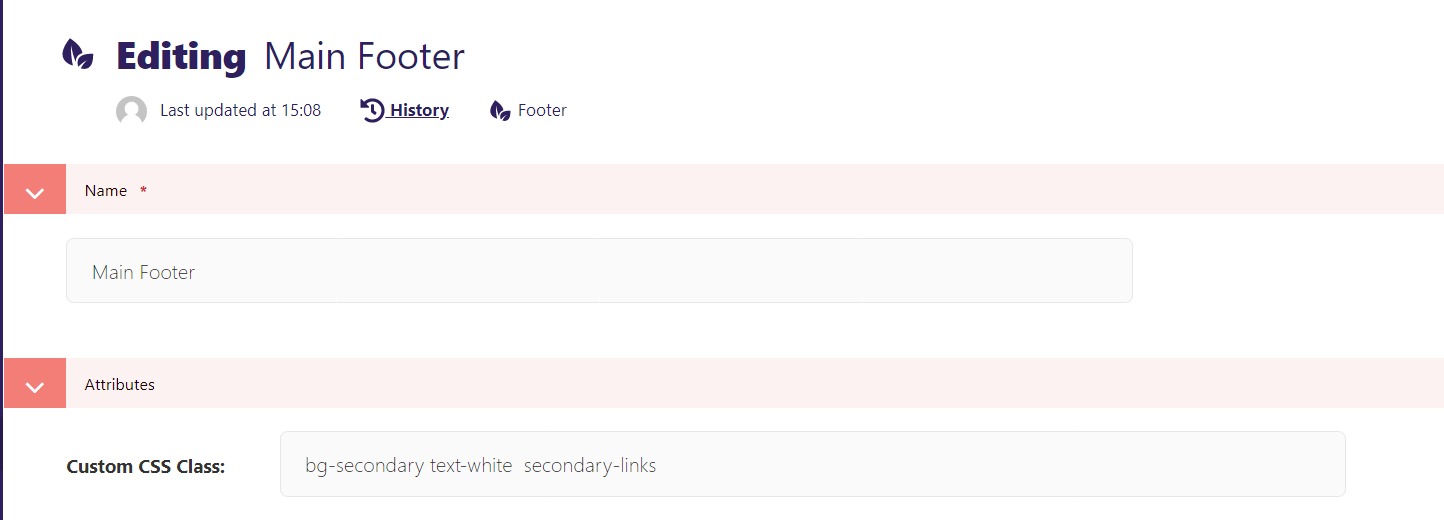 Editing Main Footer
Last updated at 15:08 History Footer
Name *
Main Footer
Attributes
Custom CSS Class: bg-secondary text-white  secondary-links